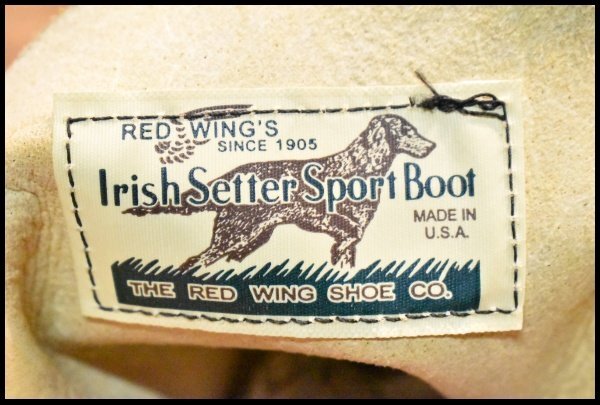 RED WING'S
SINCE 1905
Irish Setter Sport Boot
MADE IN
U.S.A.
THE RED WING SHOE CO.